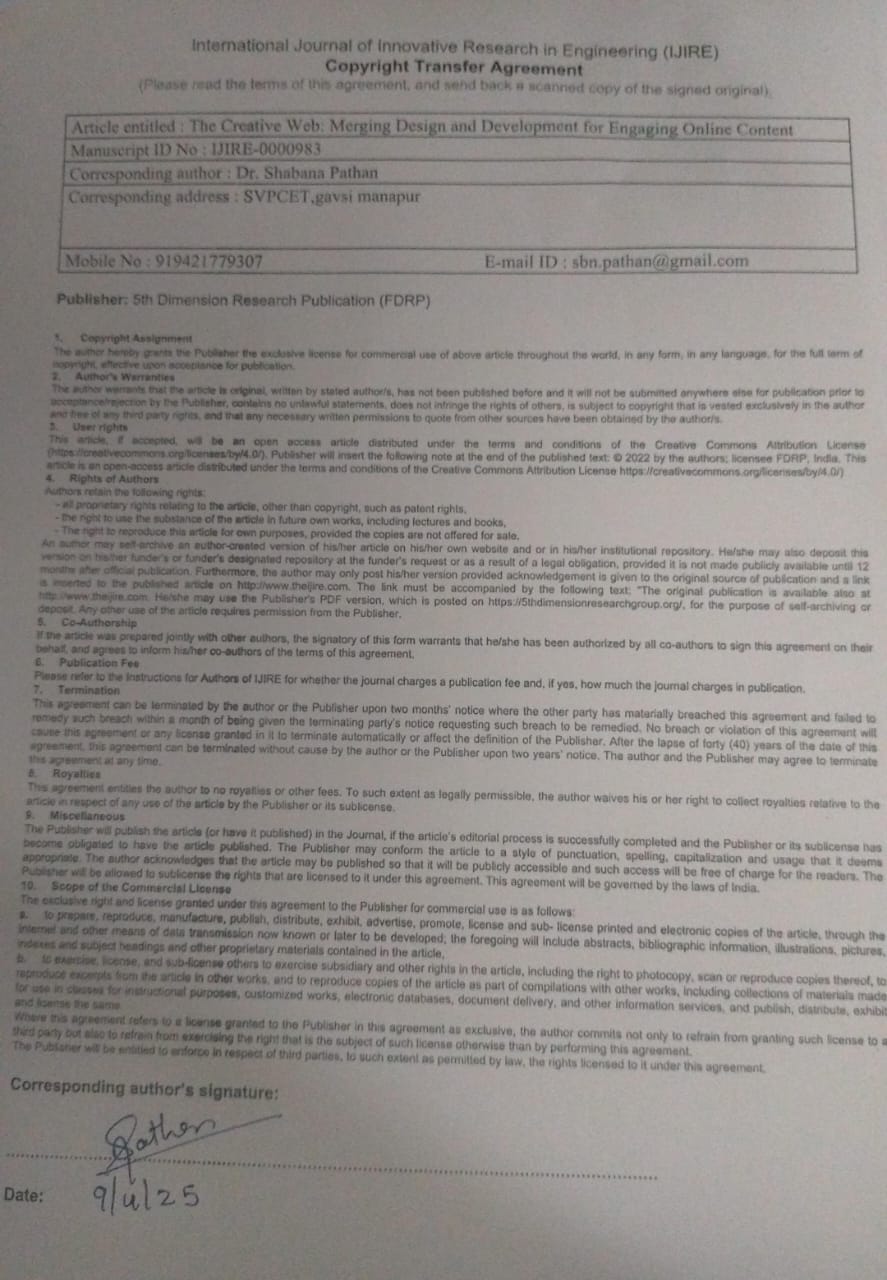 International Journal of Innovative Research in Engineering (IJIRE)
Copyright Transfer Agreement
(Please read the terms of this agreement, and send back a scanned copy of the signed original).
Article entitled : The Creative Web: Merging Design and Development for Engaging Online Content
Manuscript ID No : IJIRE-0000983
Corresponding author : Dr. Shabana Pathan
Corresponding address : SVPCET,gavsi manapur
Mobile No : 919421779307 E-mail ID : sbn.pathan@gmail.com
Publisher: 5th Dimension Research Publication (FDRP)
1. Copyright Assignment
The author hereby grants the Publisher the exclusive license for commercial use of above article throughout the world, in any form, in any language, for the full term of
copyright, effective upon acceptance for publication.
2. Author's Warranties
The author warrants that the article is original, written by stated author/s, has not been published before and it will not be submitted anywhere else for publication prior to
acceptance/rejection by the Publisher, contains no unlawful statements, does not infringe the rights of others, is subject to copyright that is vested exclusively in the author
and free of any third party rights, and that any necessary written permissions to quote from other sources have been obtained by the author/s.
3. User rights
This article, if accepted, will be an open access article distributed under the terms and conditions of the Creative Commons Attribution License
(https://creativecommons.org/licenses/by/4.0/). Publisher will insert the following note at the end of the published text: © 2022 by the authors; licensee FDRP, India. This
article is an open-access article distributed under the terms and conditions of the Creative Commons Attribution License https://creativecommons.org/licenses/by/4.0/)
4. Rights of Authors
Authors retain the following rights:
- all proprietary rights relating to the article, other than copyright, such as patent rights,
- the right to use the substance of the article in future own works, including lectures and books,
- The right to reproduce this article for own purposes, provided the copies are not offered for sale.
An author may self-archive an author-created version of his/her article on his/her own website and or in his/her institutional repository. He/she may also deposit this
version on his/her funder's or funder's designated repository at the funder's request or as a result of a legal obligation, provided it is not made publicly available until 12
months after official publication. Furthermore, the author may only post his/her version provided acknowledgement is given to the original source of publication and a link
is inserted to the published article on http://www.theijire.com. The link must be accompanied by the following text: "The original publication is available also at
http://www.theijire.com. He/she may use the Publisher's PDF version, which is posted on https://5thdimensionresearchgroup.org/, for the purpose of self-archiving or
deposit. Any other use of the article requires permission from the Publisher.
5. Co-Authorship
If the article was prepared jointly with other authors, the signatory of this form warrants that he/she has been authorized by all co-authors to sign this agreement on their
behalf, and agrees to inform his/her co-authors of the terms of this agreement.
6. Publication Fee
Please refer to the Instructions for Authors of IJIRE for whether the journal charges a publication fee and, if yes, how much the journal charges in publication.
7. Termination
This agreement can be terminated by the author or the Publisher upon two months' notice where the other party has materially breached this agreement and failed to
remedy such breach within a month of being given the terminating party's notice requesting such breach to be remedied. No breach or violation of this agreement will
cause this agreement or any license granted in it to terminate automatically or affect the definition of the Publisher. After the lapse of forty (40) years of the date of this
agreement, this agreement can be terminated without cause by the author or the Publisher upon two years' notice. The author and the Publisher may agree to terminate
this agreement at any time.
8. Royalties
This agreement entitles the author to no royalties or other fees. To such extent as legally permissible, the author waives his or her right to collect royalties relative to the
article in respect of any use of the article by the Publisher or its sublicense.
9. Miscellaneous
The Publisher will publish the article (or have it published) in the Journal, if the article's editorial process is successfully completed and the Publisher or its sublicense has
become obligated to have the article published. The Publisher may conform the article to a style of punctuation, spelling, capitalization and usage that it deems
appropriate. The author acknowledges that the article may be published so that it will be publicly accessible and such access will be free of charge for the readers. The
Publisher will be allowed to sublicense the rights that are licensed to it under this agreement. This agreement will be governed by the laws of India.
10. Scope of the Commercial License
The exclusive right and license granted under this agreement to the Publisher for commercial use is as follows:
a. to prepare, reproduce, manufacture, publish, distribute, exhibit, advertise, promote, license and sub- license printed and electronic copies of the article, through the
internet and other means of data transmission now known or later to be developed; the foregoing will include abstracts, bibliographic information, illustrations, pictures,
indexes and subject headings and other proprietary materials contained in the article,
b. to exercise, license, and sub-license others to exercise subsidiary and other rights in the article, including the right to photocopy, scan or reproduce copies thereof, to
reproduce excerpts from the article in other works, and to reproduce copies of the article as part of compilations with other works, including collections of materials made
for use in classes for instructional purposes, customized works, electronic databases, document delivery, and other information services, and publish, distribute, exhibit
and license the same.
Where this agreement refers to a license granted to the Publisher in this agreement as exclusive, the author commits not only to refrain from granting such license to a
third party but also to refrain from exercising the right that is the subject of such license otherwise than by performing this agreement.
The Publisher will be entitled to enforce in respect of third parties, to such extent as permitted by law, the rights licensed to it under this agreement.
Corresponding author's signature:
Pathan
Date: 9/4/25